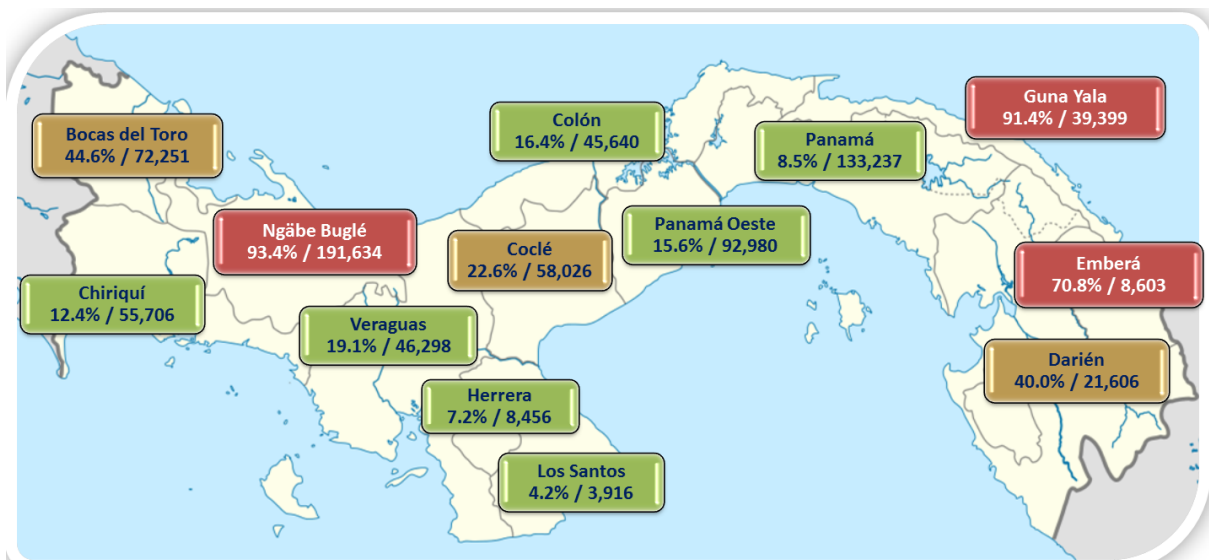 Guna Yala
91.4% / 39,399
Colón
16.4% / 45,640
Bocas del Toro
44.6% / 72,251
Panamá
8.5% / 133,237
Ngäbe Buglé
93.4% / 191,634
Panamá Oeste
15.6% / 92,980
Coclé
22.6% / 58,026
Emberá
70.8% / 8,603
Chiriquí
12.4% / 55,706
Veraguas
19.1% / 46,298
Darién
40.0% / 21,606
Herrera
7.2% / 8,456
Los Santos
4.2% / 3,916